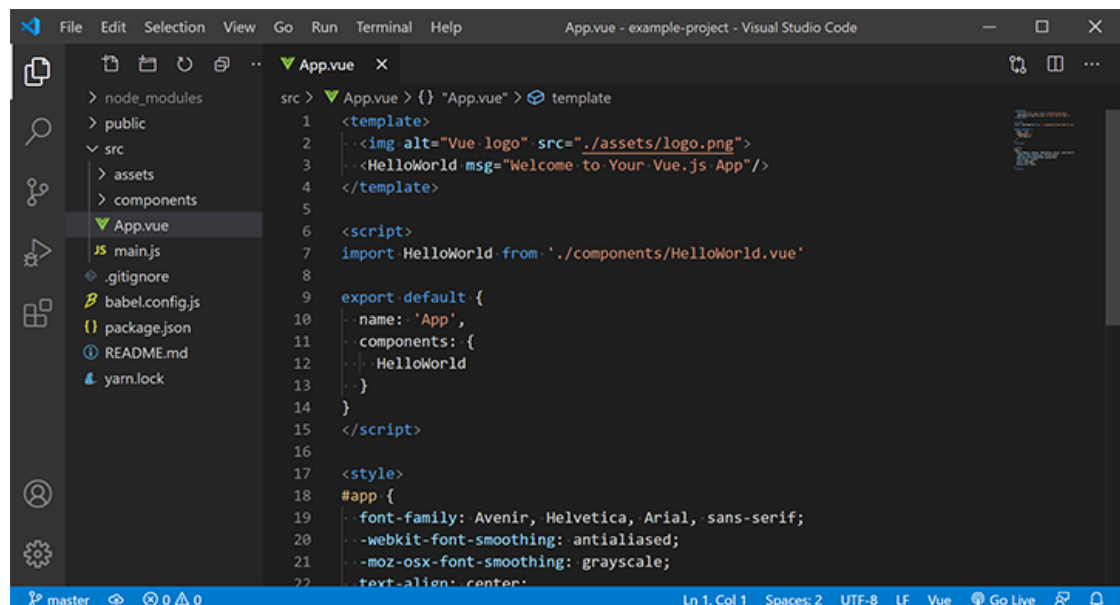 File Edit Selection View Go Run Terminal Help App.vue - example-project - Visual Studio Code
App.vue
node_modules
public
src
assets
components
App.vue
JS main.js
.gitignore
babel.config.js
{} package.json
README.md
yarn.lock
src > App.vue > {} "App.vue" > template
1 <template>
2 <img alt="Vue logo" src="./assets/logo.png">
3 <HelloWorld msg="Welcome to Your Vue.js App"/>
4 </template>
5
6 <script>
7 import HelloWorld from './components/HelloWorld.vue'
8
9 export default {
10 name: 'App',
11 components: {
12 HelloWorld
13 }
14 }
15 </script>
16
17 <style>
18 #app {
19 font-family: Avenir, Helvetica, Arial, sans-serif;
20 -webkit-font-smoothing: antialiased;
21 -moz-osx-font-smoothing: grayscale;
22 text-align: center;
master 0 0 Ln 1, Col 1 Spaces: 2 UTF-8 LF Vue Go Live